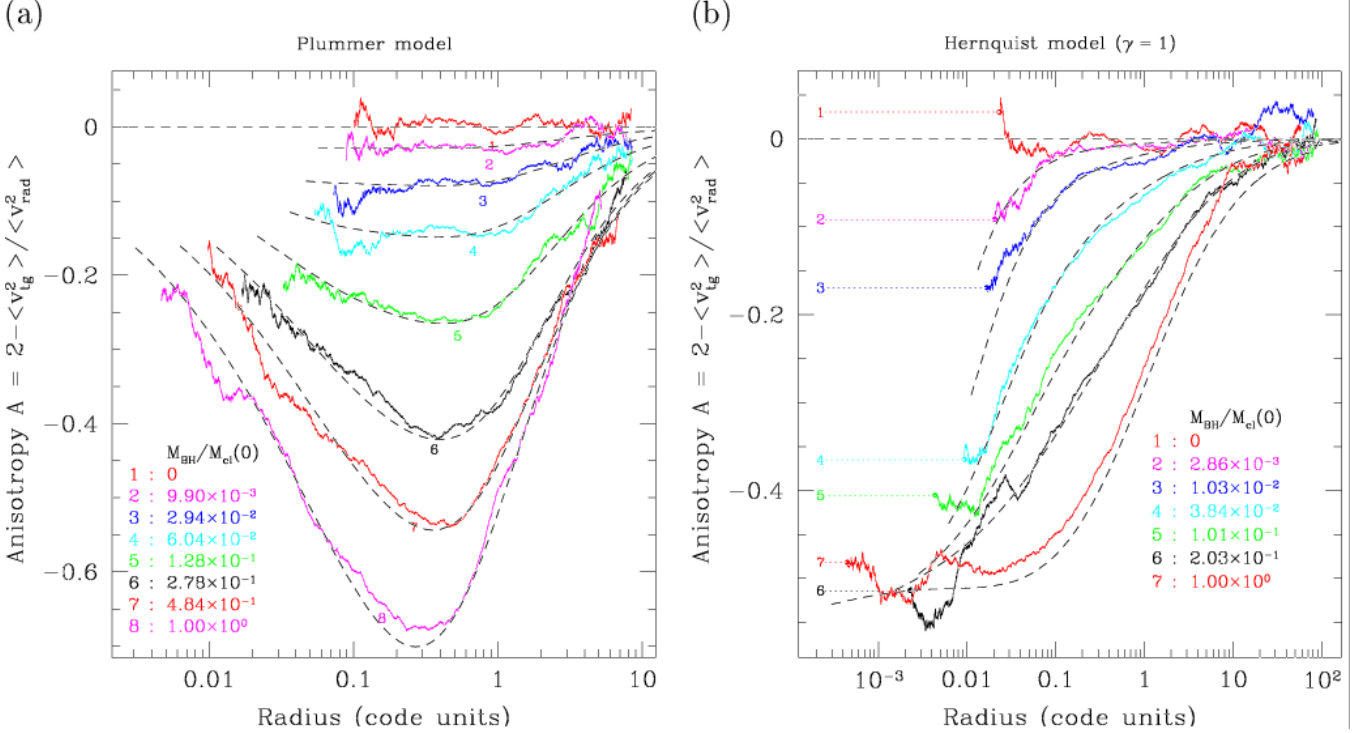 (a)
Plummer model
Anisotropy A = 2-<v²tg>/<v²rad>
0
-0.2
-0.4
-0.6
1
2
3
4
5
6
7
8
M_BH/M_cl(0)
1 : 0
2 : 9.90×10⁻³
3 : 2.94×10⁻²
4 : 6.04×10⁻²
5 : 1.28×10⁻¹
6 : 2.78×10⁻¹
7 : 4.84×10⁻¹
8 : 1.00×10⁰
0.01 0.1 1 10
Radius (code units)
(b)
Hernquist model (γ = 1)
Anisotropy A = 2-<v²tg>/<v²rad>
0
-0.2
-0.4
1
2
3
4
5
7
6
M_BH/M_cl(0)
1 : 0
2 : 2.86×10⁻³
3 : 1.03×10⁻²
4 : 3.84×10⁻²
5 : 1.01×10⁻¹
6 : 2.03×10⁻¹
7 : 1.00×10⁰
10⁻³ 0.01 0.1 1 10 10²
Radius (code units)